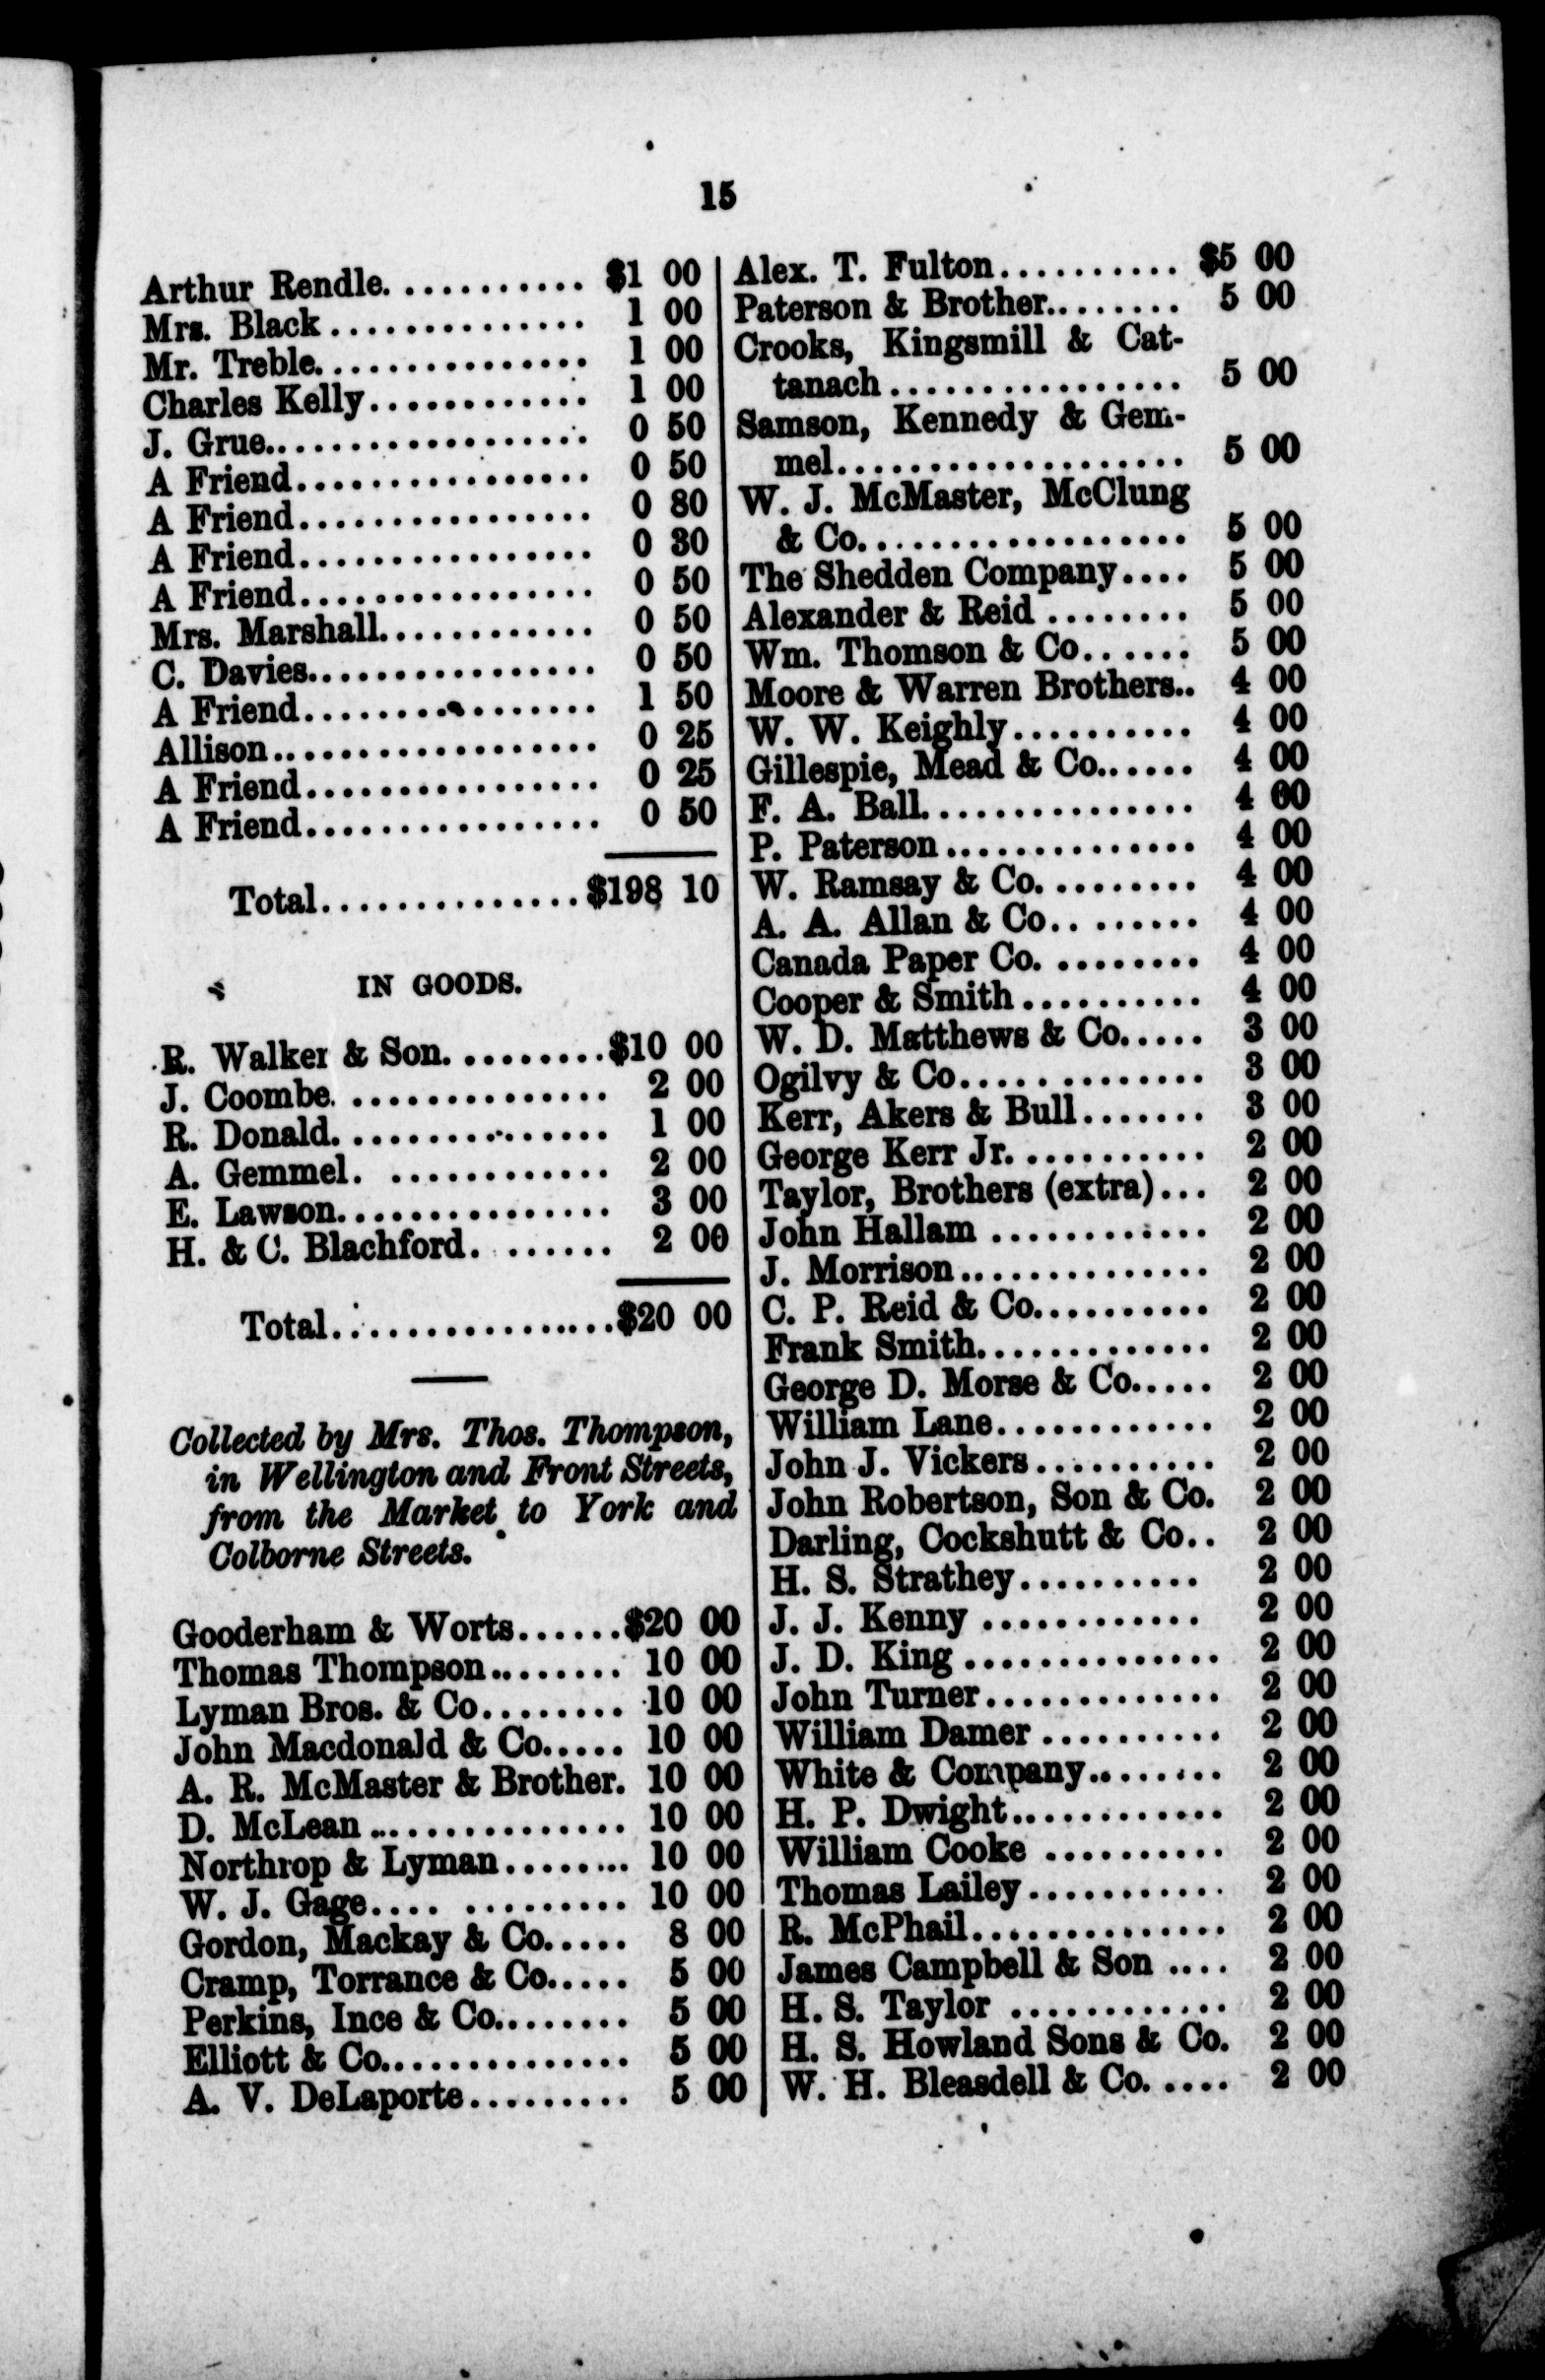 15
Arthur Rendle............ $1 00
Mrs. Black.............. 1 00
Mr. Treble............... 1 00
Charles Kelly............ 1 00
J. Grue.................. 0 50
A Friend................ 0 50
A Friend................ 0 80
A Friend................ 0 30
A Friend................ 0 50
Mrs. Marshall............ 0 50
C. Davies................ 0 50
A Friend................ 1 50
Allison.................. 0 25
A Friend................ 0 25
A Friend................ 0 50
Total...............$198 10
IN GOODS.
R. Walker & Son.........$10 00
J. Coombe............... 2 00
R. Donald............... 1 00
A. Gemmel............. 2 00
E. Lawson............... 3 00
H. & C. Blachford........ 2 00
Total................$20 00
Collected by Mrs. Thos. Thompson,
in Wellington and Front Streets,
from the Market to York and
Colborne Streets.
Gooderham & Worts......$20 00
Thomas Thompson........ 10 00
Lyman Bros. & Co........ 10 00
John Macdonald & Co..... 10 00
A. R. McMaster & Brother. 10 00
D. McLean............... 10 00
Northrop & Lyman........ 10 00
W. J. Gage.... ......... 10 00
Gordon, Mackay & Co..... 8 00
Cramp, Torrance & Co..... 5 00
Perkins, Ince & Co........ 5 00
Elliott & Co.............. 5 00
A. V. DeLaporte......... 5 00
Alex. T. Fulton.......... $5 00
Paterson & Brother........ 5 00
Crooks, Kingsmill & Cat-
tanach................ 5 00
Samson, Kennedy & Gem-
mel................... 5 00
W. J. McMaster, McClung
& Co.................. 5 00
The Shedden Company.... 5 00
Alexander & Reid ........ 5 00
Wm. Thomson & Co...... 5 00
Moore & Warren Brothers.. 4 00
W. W. Keighly.......... 4 00
Gillespie, Mead & Co...... 4 00
F. A. Ball............... 4 00
P. Paterson.............. 4 00
W. Ramsay & Co......... 4 00
A. A. Allan & Co........ 4 00
Canada Paper Co......... 4 00
Cooper & Smith.......... 4 00
W. D. Matthews & Co..... 3 00
Ogilvy & Co.............. 3 00
Kerr, Akers & Bull....... 3 00
George Kerr Jr........... 2 00
Taylor, Brothers (extra)... 2 00
John Hallam ............ 2 00
J. Morrison.............. 2 00
C. P. Reid & Co.......... 2 00
Frank Smith............. 2 00
George D. Morse & Co..... 2 00
William Lane............ 2 00
John J. Vickers.......... 2 00
John Robertson, Son & Co. 2 00
Darling, Cockshutt & Co.. 2 00
H. S. Strathey.......... 2 00
J. J. Kenny ............ 2 00
J. D. King .............. 2 00
John Turner............. 2 00
William Damer .......... 2 00
White & Company........ 2 00
H. P. Dwight............ 2 00
William Cooke .......... 2 00
Thomas Lailey........... 2 00
R. McPhail.............. 2 00
James Campbell & Son .... 2 00
H. S. Taylor ............ 2 00
H. S. Howland Sons & Co. 2 00
W. H. Bleasdell & Co..... 2 00